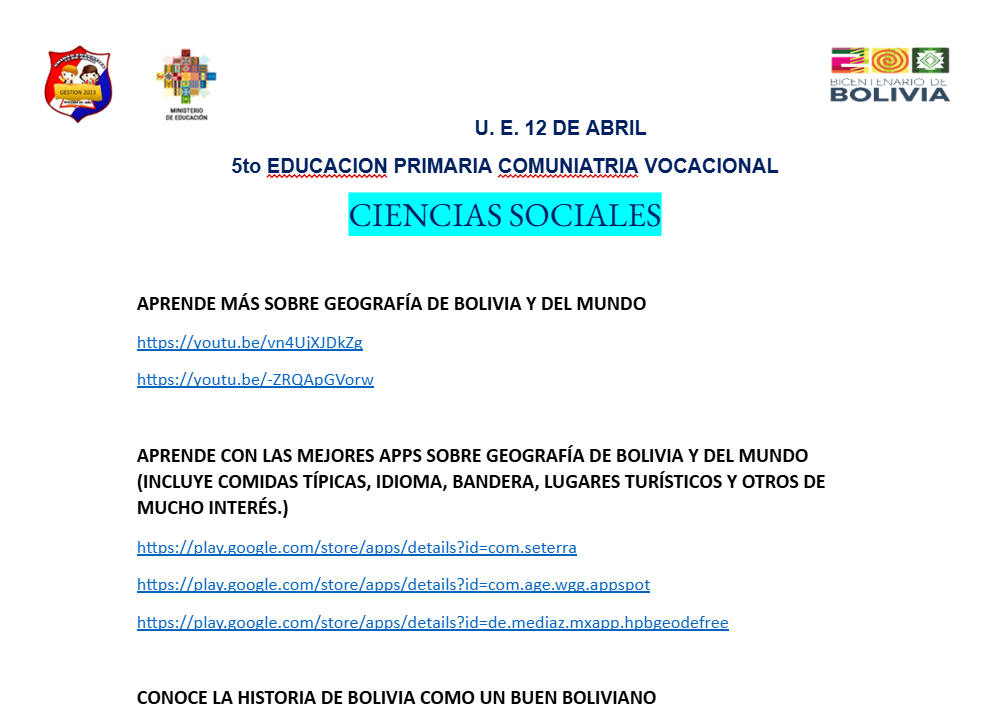 GESTION 2023
MINISTERIO
DE EDUCACIÓN
BICENTENARIO DE
BOLIVIA
U. E. 12 DE ABRIL
5to EDUCACION PRIMARIA COMUNIATRIA VOCACIONAL
CIENCIAS SOCIALES
APRENDE MÁS SOBRE GEOGRAFÍA DE BOLIVIA Y DEL MUNDO
https://youtu.be/vn4UjXJDkZg
https://youtu.be/-ZRQApGVorw
APRENDE CON LAS MEJORES APPS SOBRE GEOGRAFÍA DE BOLIVIA Y DEL MUNDO
(INCLUYE COMIDAS TÍPICAS, IDIOMA, BANDERA, LUGARES TURÍSTICOS Y OTROS DE
MUCHO INTERÉS.)
https://play.google.com/store/apps/details?id=com.seterra
https://play.google.com/store/apps/details?id=com.age.wgg.appspot
https://play.google.com/store/apps/details?id=de.mediaz.mxapp.hpbgeodefree
CONOCE LA HISTORIA DE BOLIVIA COMO UN BUEN BOLIVIANO